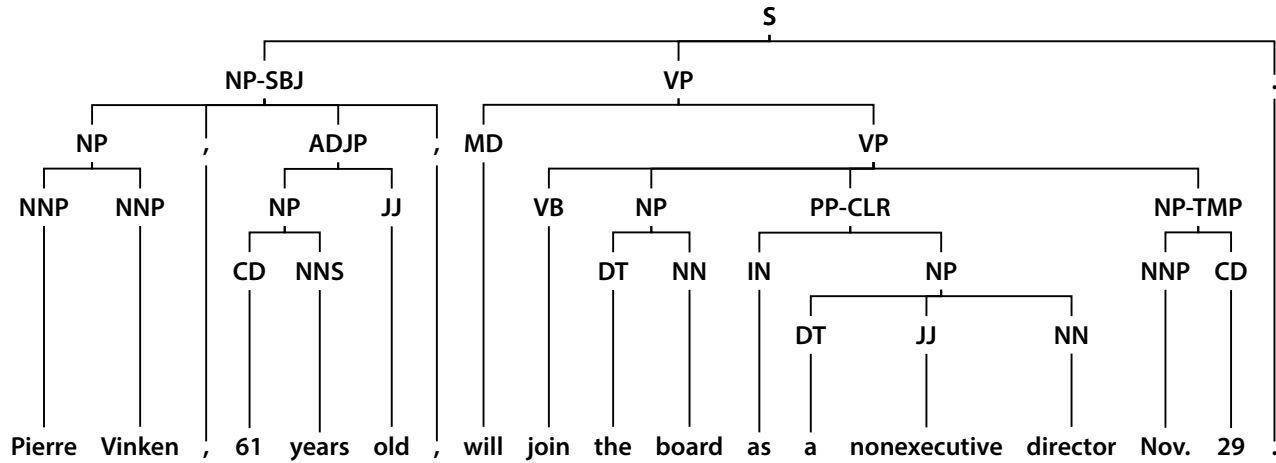 S
NP-SBJ VP .
NP , ADJP , MD VP
NNP NNP NP JJ VB NP PP-CLR NP-TMP
CD NNS DT NN IN NP NNP CD
DT JJ NN
Pierre Vinken , 61 years old , will join the board as a nonexecutive director Nov. 29 .